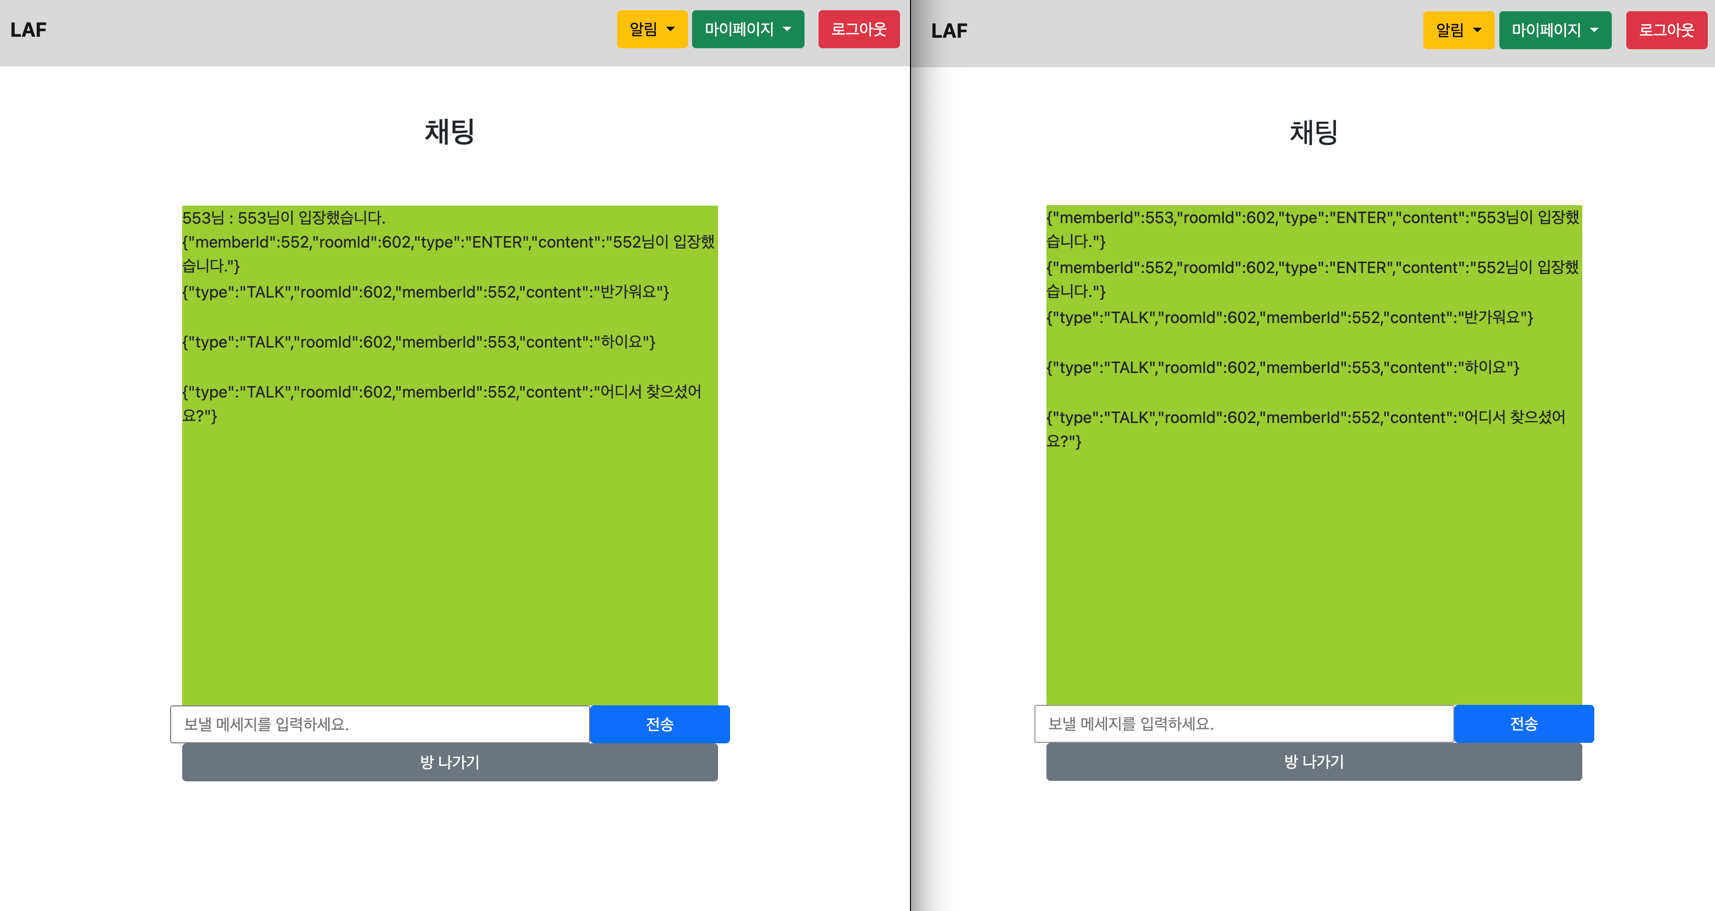 LAF
알림
마이페이지
로그아웃
채팅
553님 : 553님이 입장했습니다.
{"memberId":552,"roomId":602,"type":"ENTER","content":"552님이 입장했
습니다."}
{"type":"TALK","roomId":602,"memberId":552,"content":"반가워요"}
{"type":"TALK","roomId":602,"memberId":553,"content":"하이요"}
{"type":"TALK","roomId":602,"memberId":552,"content":"어디서 찾으셨어
요?"}
보낼 메세지를 입력하세요.
전송
방 나가기
LAF
알림
마이페이지
로그아웃
채팅
{"memberId":553,"roomId":602,"type":"ENTER","content":"553님이 입장했
습니다."}
{"memberId":552,"roomId":602,"type":"ENTER","content":"552님이 입장했
습니다."}
{"type":"TALK","roomId":602,"memberId":552,"content":"반가워요"}
{"type":"TALK","roomId":602,"memberId":553,"content":"하이요"}
{"type":"TALK","roomId":602,"memberId":552,"content":"어디서 찾으셨어
요?"}
보낼 메세지를 입력하세요.
전송
방 나가기